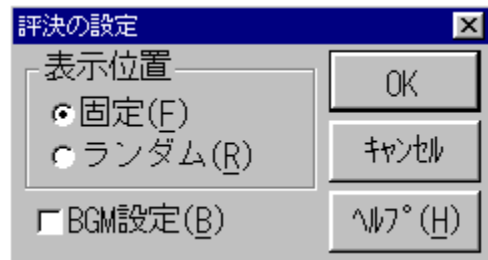 評決の設定
表示位置
固定(F)
ランダム(R)
BGM設定(B)
OK
ｷｬﾝｾﾙ
ﾍﾙﾌﾟ(H)